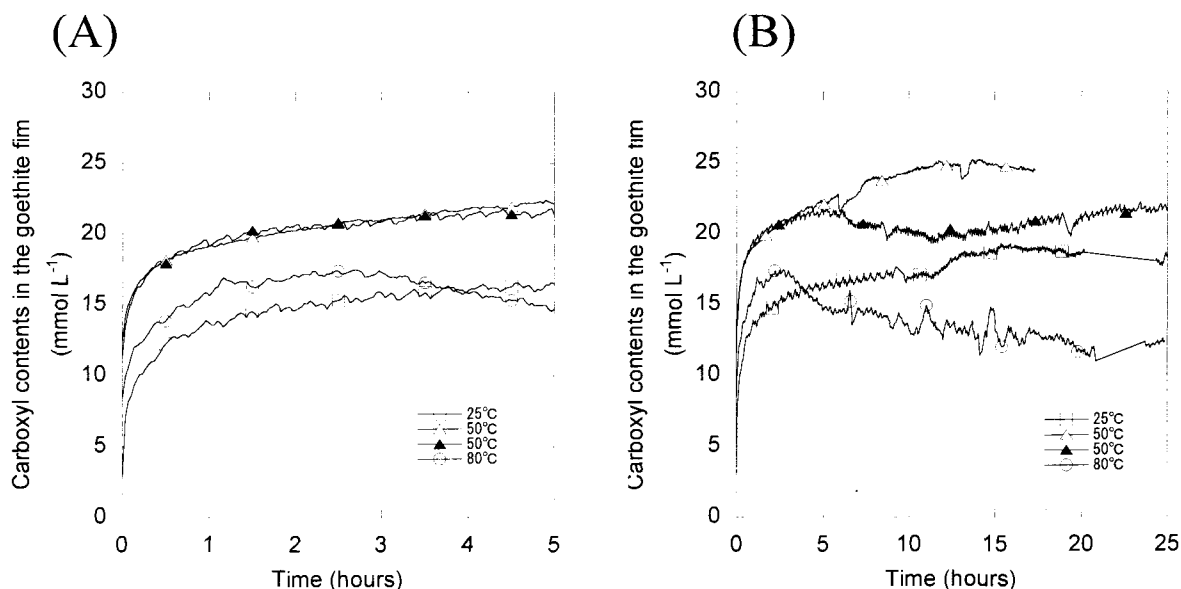 (A)
Carboxyl contents in the goethite fim
(mmol L⁻¹)
30
25
20
15
10
5
0
0 1 2 3 4 5
Time (hours)
25°C
50°C
50°C
80°C
(B)
Carboxyl contents in the goethite fim
(mmol L⁻¹)
30
25
20
15
10
5
0
0 5 10 15 20 25
Time (hours)
25°C
50°C
50°C
80°C